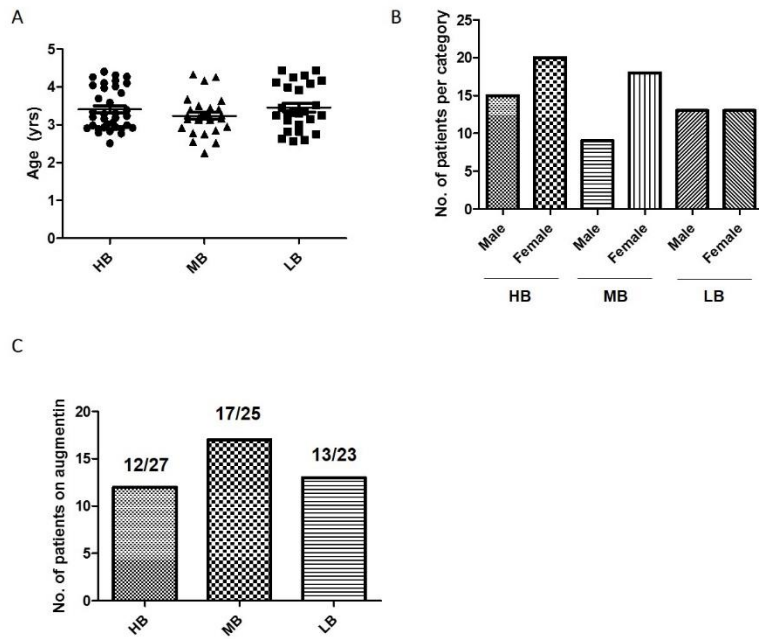 A
Age (yrs)
5
4
3
2
1
0
HB
MB
LB
B
No. of patients per category
25
20
15
10
5
0
Male
Female
Male
Female
Male
Female
HB
MB
LB
C
No. of patients on augmentin
20
15
10
5
0
12/27
17/25
13/23
HB
MB
LB